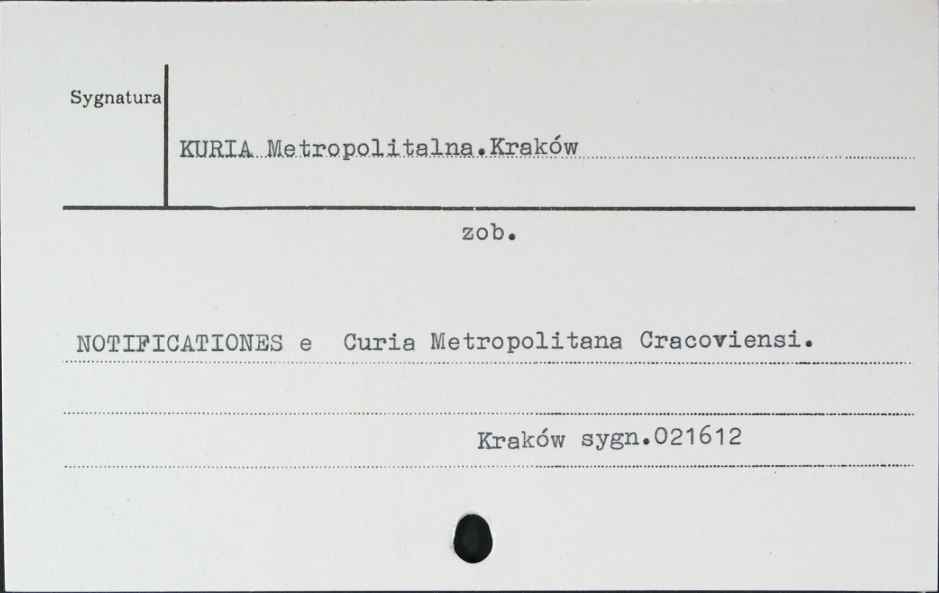 Sygnatura
KURIA Metropolitalna.Kraków
zob.
NOTIFICATIONES e Curia Metropolitana Cracoviensi.
Kraków sygn.021612